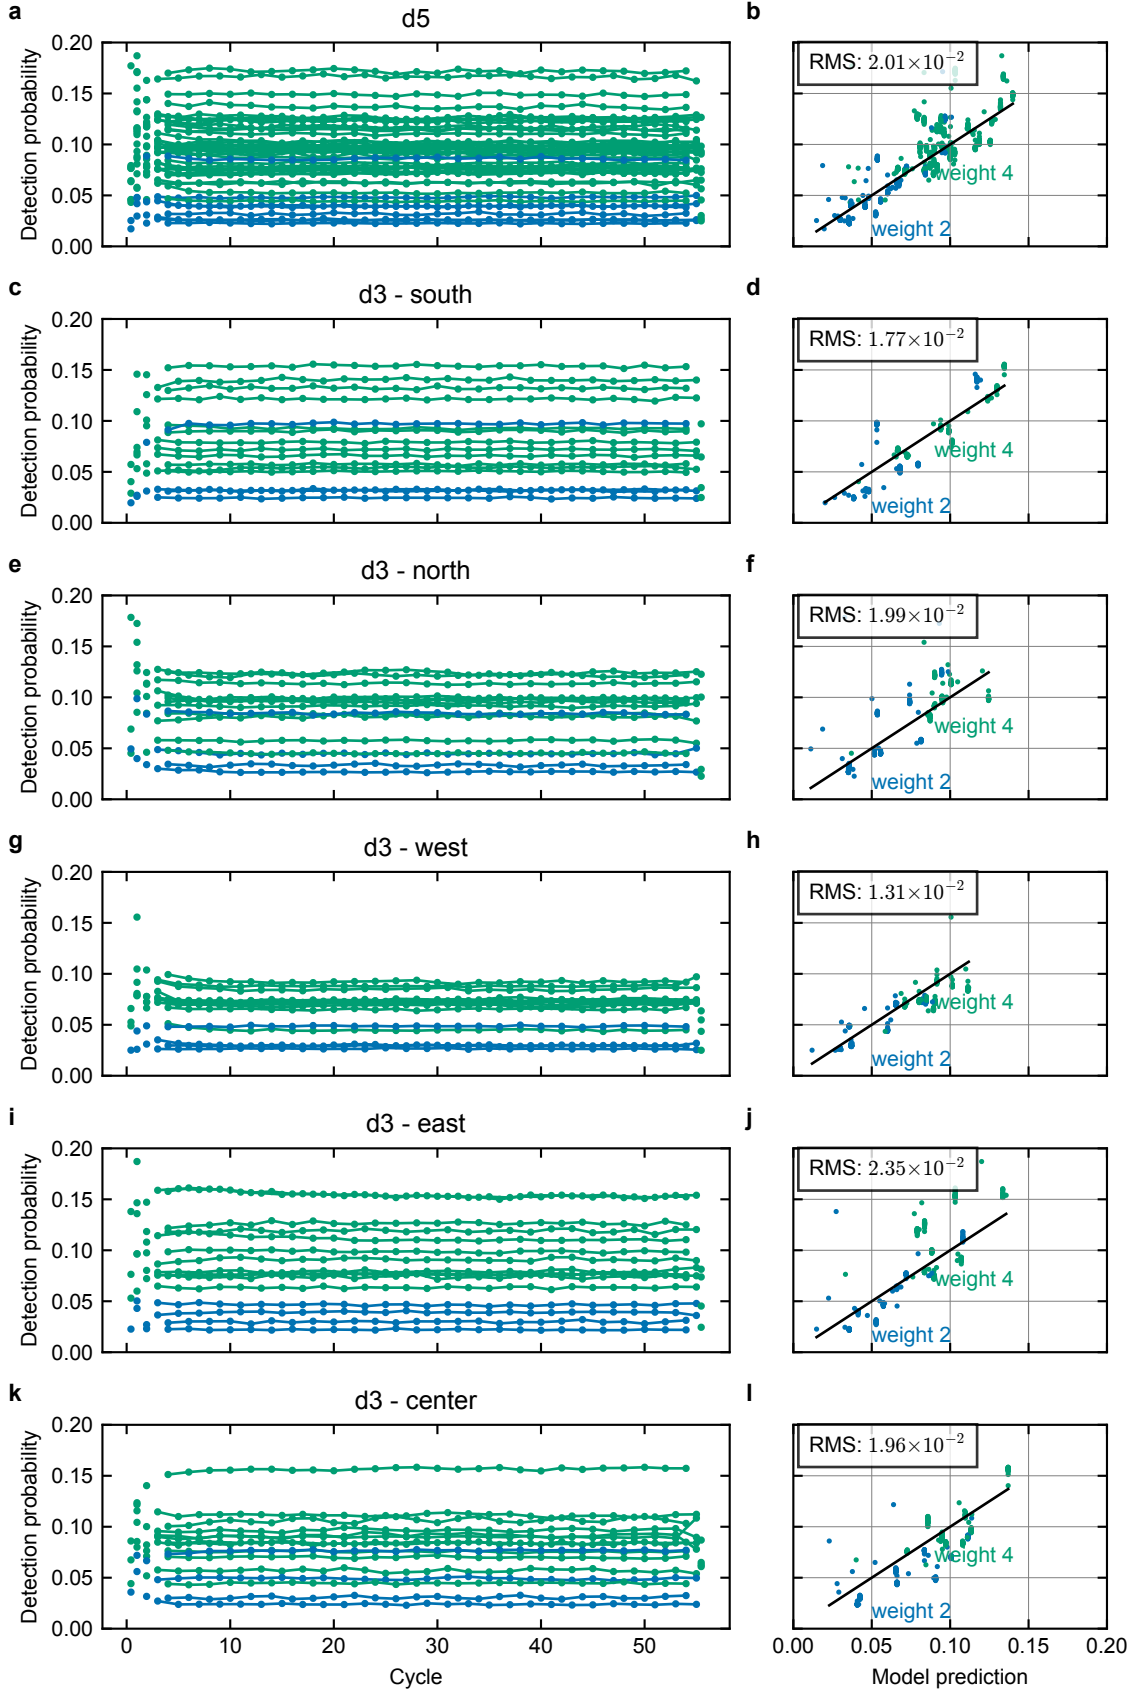 a
d5
b
Detection probability
0.20
0.15
0.10
0.05
0.00
RMS: 2.01×10⁻²
weight 4
weight 2
c
d3 - south
d
Detection probability
0.20
0.15
0.10
0.05
0.00
RMS: 1.77×10⁻²
weight 4
weight 2
e
d3 - north
f
Detection probability
0.20
0.15
0.10
0.05
0.00
RMS: 1.99×10⁻²
weight 4
weight 2
g
d3 - west
h
Detection probability
0.20
0.15
0.10
0.05
0.00
RMS: 1.31×10⁻²
weight 4
weight 2
i
d3 - east
j
Detection probability
0.20
0.15
0.10
0.05
0.00
RMS: 2.35×10⁻²
weight 4
weight 2
k
d3 - center
l
Detection probability
0.20
0.15
0.10
0.05
0.00
RMS: 1.96×10⁻²
weight 4
weight 2
0 10 20 30 40 50
Cycle
0.00 0.05 0.10 0.15 0.20
Model prediction